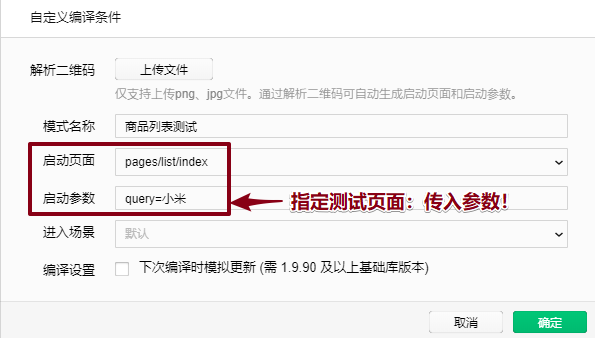 自定义编译条件
解析二维码 上传文件
仅支持上传png、jpg文件。通过解析二维码可自动生成启动页面和启动参数。
模式名称 商品列表测试
启动页面 pages/list/index
启动参数 query=小米 指定测试页面：传入参数！
进入场景 默认
编译设置 下次编译时模拟更新 (需 1.9.90 及以上基础库版本)
取消 确定